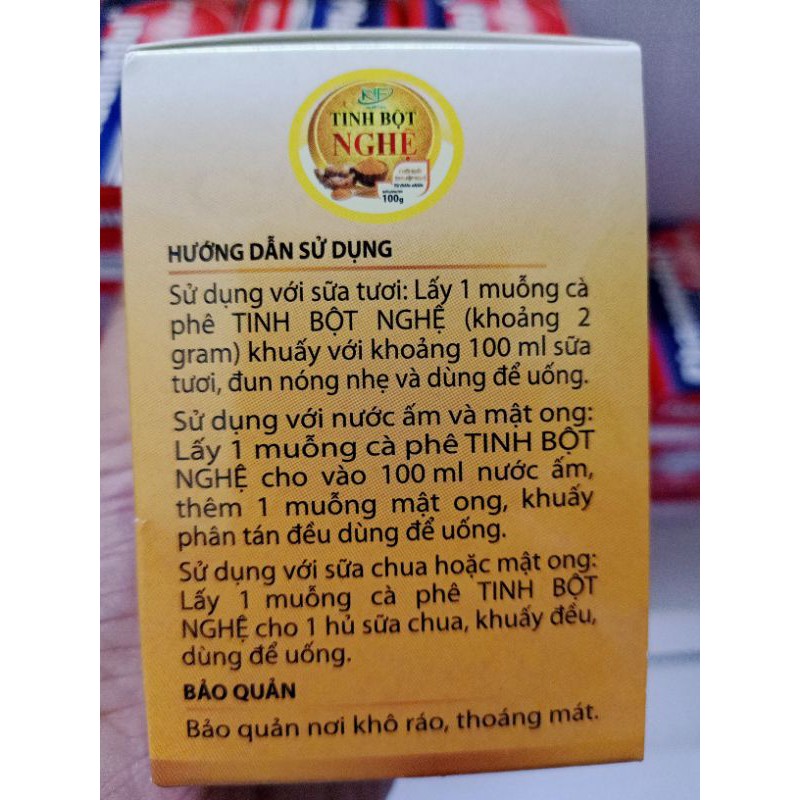 NF
TINH BỘT
NGHỆ
100g
HƯỚNG DẪN SỬ DỤNG
Sử dụng với sữa tươi: Lấy 1 muỗng cà
phê TINH BỘT NGHỆ (khoảng 2
gram) khuấy với khoảng 100 ml sữa
tươi, đun nóng nhẹ và dùng để uống.
Sử dụng với nước ấm và mật ong:
Lấy 1 muỗng cà phê TINH BỘT
NGHỆ cho vào 100 ml nước ấm,
thêm 1 muỗng mật ong, khuấy
phân tán đều dùng để uống.
Sử dụng với sữa chua hoặc mật ong:
Lấy 1 muỗng cà phê TINH BỘT
NGHỆ cho 1 hủ sữa chua, khuấy đều,
dùng để uống.
BẢO QUẢN
Bảo quản nơi khô ráo, thoáng mát.